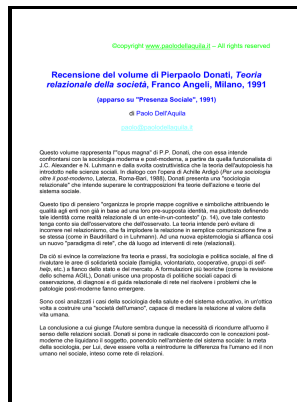 ©copyright www.paolodellaquila.it – All rights reserved
Recensione del volume di Pierpaolo Donati, Teoria
relazionale della società, Franco Angeli, Milano, 1991
(apparso su "Presenza Sociale", 1991)
di Paolo Dell'Aquila
Questo volume rappresenta l'"opus magna" di P.P. Donati, che con essa intende
confrontarsi con la sociologia moderna e post-moderna, a partire da quella funzionalista di
J.C. Alexander e N. Luhmann e dalla svolta costruttivistica che la teoria dell'autopoiesis ha
introdotto nelle scienze sociali. In dialogo con l'opera di Achille Ardigò (Per una sociologia
oltre il post-moderno, Laterza, Roma-Bari, 1988), Donati presenta una "sociologia
relazionale" che intende superare le contrapposizioni fra teorie dell'azione e teorie del
sistema sociale.
Questo tipo di pensiero "organizza le proprie mappe cognitive e simboliche attribuendo le
qualità agli enti non già in base ad una loro pre-supposta identità, ma piuttosto definendo
tale identità come realtà relazionale di un ente-in-un-contesto" (p. 14), ove tale contesto
tenga conto sia dell'osservatore che dell'osservato. La teoria intende però evitare di
incorrere nel relazionismo, che fa implodere la relazione in semplice comunicazione fine a
se stessa (come in Baudrillard o in Luhmann). Ad una nuova epistemologia si affianca così
un nuovo "paradigma di rete", che dà luogo ad interventi di rete (relazionali).
Da ciò si evince la correlazione fra teoria e prassi, fra sociologia e politiche sociali, al fine di
rivalutare le aree di solidarietà sociale (famiglia, volontariato, cooperative, gruppi di self-
help, etc.) a fianco dello stato e del mercato. A formulazioni più teoriche (come la revisione
dello schema AGIL), Donati unisce una proposta di politiche sociali capaci di
osservazione, di diagnosi e di guida relazionale di rete nel risolvere i problemi che le
patologie post-moderne fanno emergere.
Sono così analizzati i casi della sociologia della salute e del sistema educativo, in un'ottica
volta a costruire una "società dell'umano", capace di mediare la relazione al valore della
vita umana.
La conclusione a cui giunge l'Autore sembra dunque la necessità di ricondurre all'uomo il
senso delle relazioni sociali. Donati si pone in radicale disaccordo con le concezioni post-
moderne che liquidano il soggetto, ponendolo nell'ambiente del sistema sociale: la meta
della sociologia, per Lui, deve essere volta a reintrodurre la differenza fra l'umano ed il non
umano nel sociale, inteso come rete di relazioni.